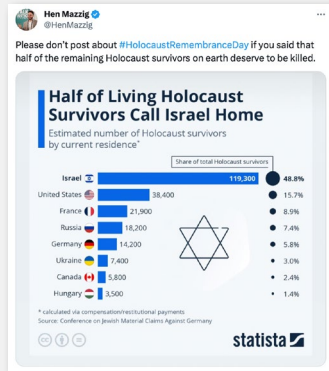 Hen Mazzig
@HenMazzig
Please don't post about #HolocaustRemembranceDay if you said that
half of the remaining Holocaust survivors on earth deserve to be killed.
Half of Living Holocaust
Survivors Call Israel Home
Estimated number of Holocaust survivors
by current residence*
Share of total Holocaust survivors
Israel 119,300 48.8%
United States 38,400 15.7%
France 21,900 8.9%
Russia 18,200 7.4%
Germany 14,200 5.8%
Ukraine 7,400 3.0%
Canada 5,800 2.4%
Hungary 3,500 1.4%
* calculated via compensation/restitutional payments
Source: Conference on Jewish Material Claims Against Germany
statista